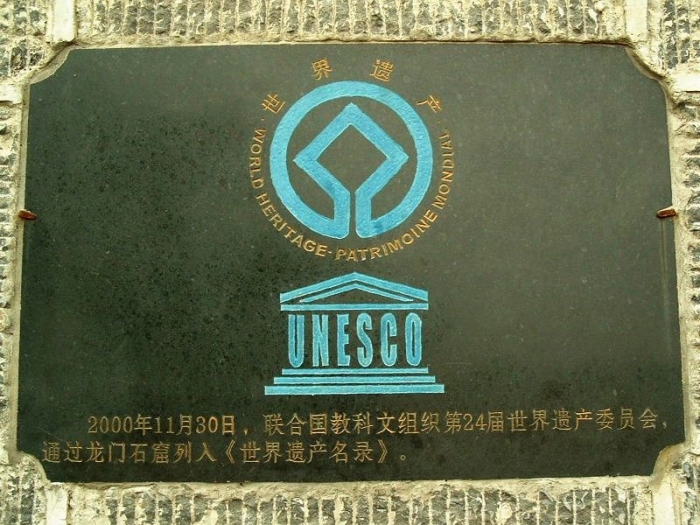 世界遗产
· WORLD HERITAGE · PATRIMOINE MONDIAL
UNESCO
2000年11月30日，联合国教科文组织第24届世界遗产委员会，
通过龙门石窟列入《世界遗产名录》。